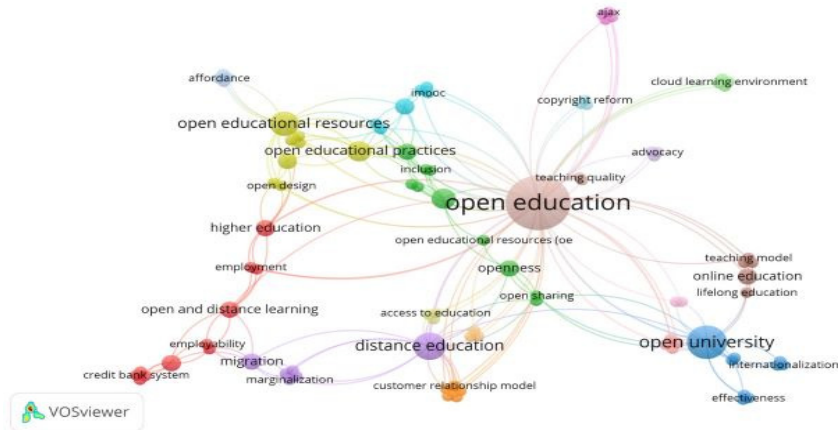 ajax
affordance
cloud learning environment
imooc
copyright reform
open educational resources
open educational practices
advocacy
inclusion
teaching quality
open design
open education
higher education
open educational resources (oe
teaching model
employment
openness
online education
open sharing
lifelong education
open and distance learning
access to education
employability
distance education
open university
migration
credit bank system
marginalization
customer relationship model
internationalization
effectiveness
VOSviewer